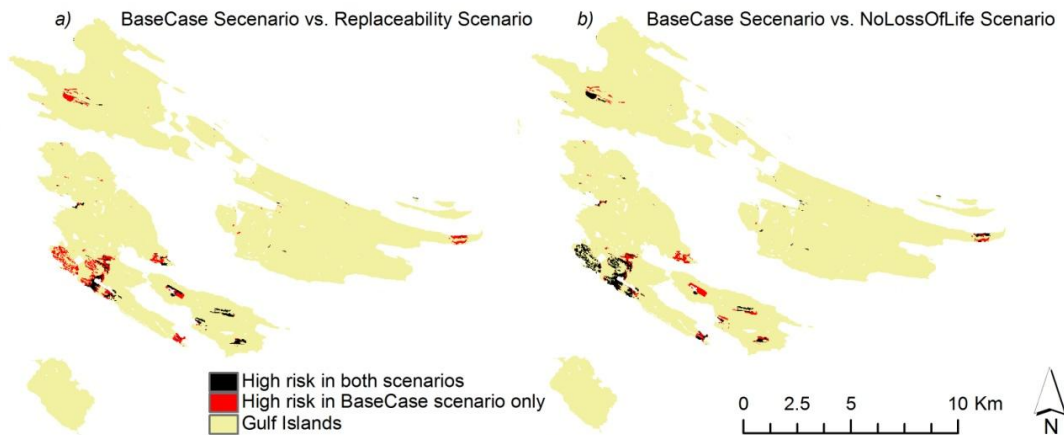 a) BaseCase Secenario vs. Replaceability Scenario
b) BaseCase Secenario vs. NoLossOfLife Scenario
High risk in both scenarios
High risk in BaseCase scenario only
Gulf Islands
0 2.5 5 10 Km
N